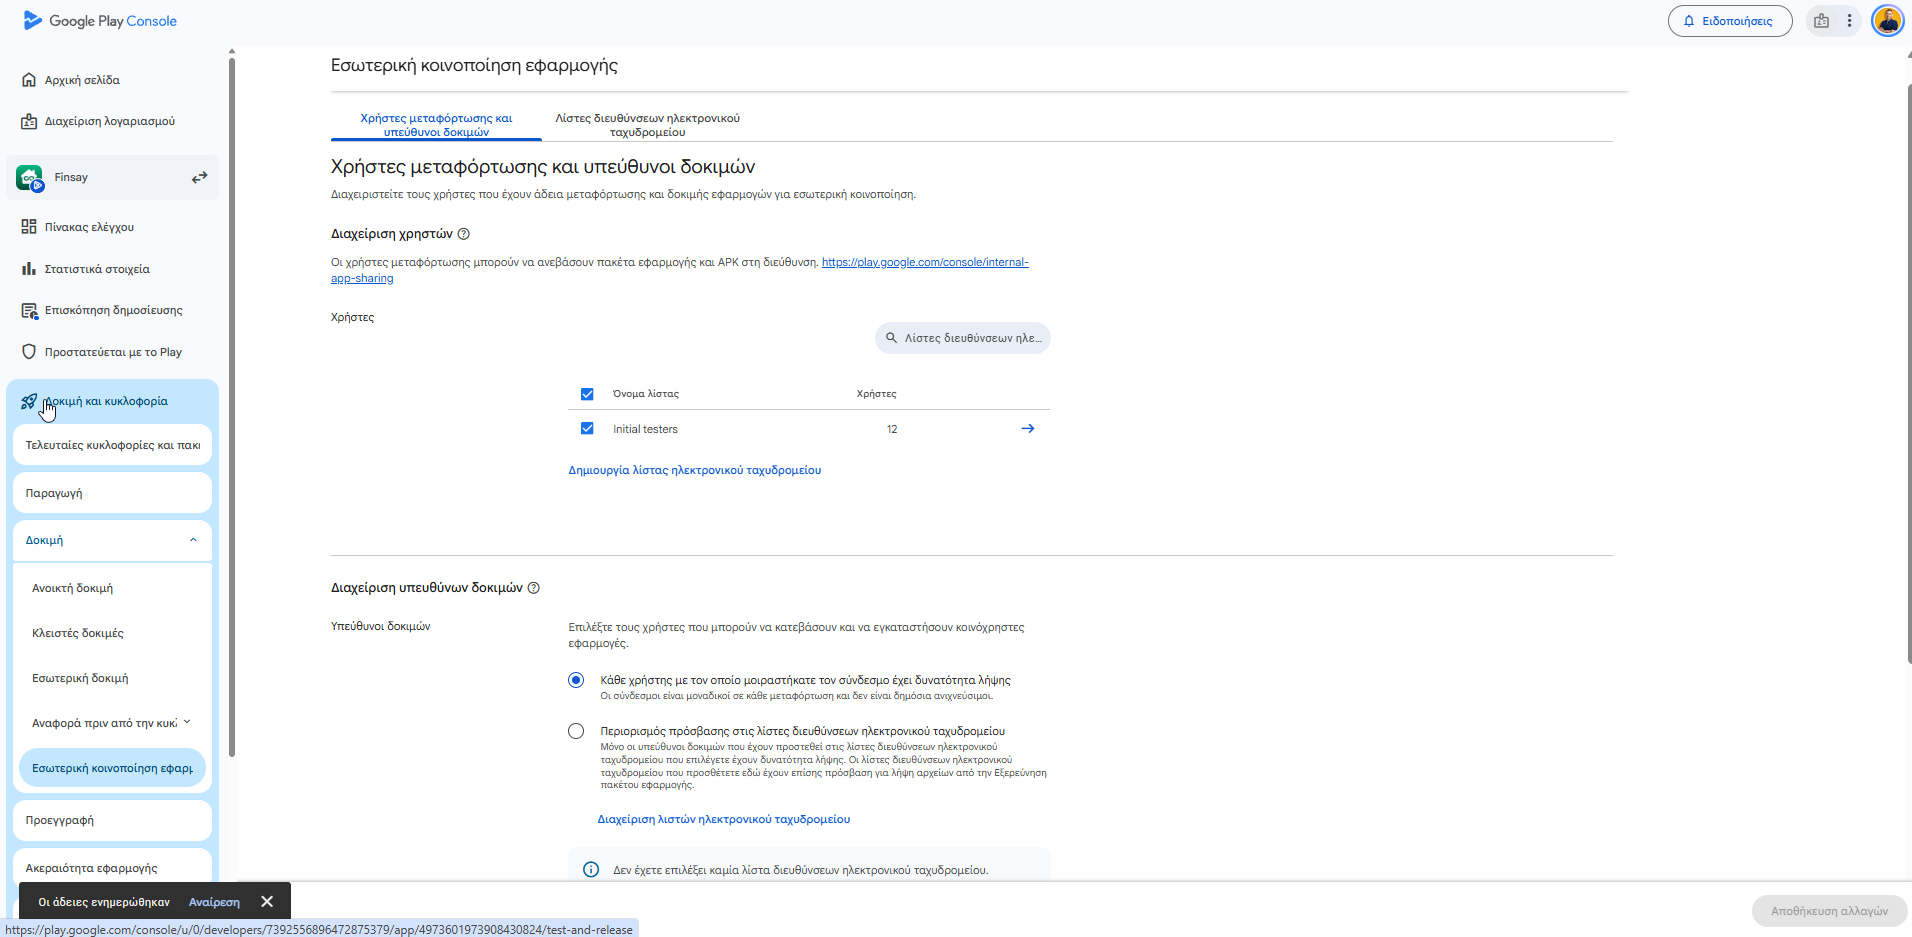 Google Play Console
Ειδοποιήσεις
Αρχική σελίδα
Διαχείριση λογαριασμού
Finsay
Πίνακας ελέγχου
Στατιστικά στοιχεία
Επισκόπηση δημοσίευσης
Προστατεύεται με το Play
Δοκιμή και κυκλοφορία
Τελευταίες κυκλοφορίες και πακι
Παραγωγή
Δοκιμή
Ανοικτή δοκιμή
Κλειστές δοκιμές
Εσωτερική δοκιμή
Αναφορά πριν από την κυκλ
Εσωτερική κοινοποίηση εφαρμ
Προεγγραφή
Ακεραιότητα εφαρμογής
Εσωτερική κοινοποίηση εφαρμογής
Χρήστες μεταφόρτωσης και
υπεύθυνοι δοκιμών
Λίστες διευθύνσεων ηλεκτρονικού
ταχυδρομείου
Χρήστες μεταφόρτωσης και υπεύθυνοι δοκιμών
Διαχειριστείτε τους χρήστες που έχουν άδεια μεταφόρτωσης και δοκιμής εφαρμογών για εσωτερική κοινοποίηση.
Διαχείριση χρηστών
Οι χρήστες μεταφόρτωσης μπορούν να ανεβάσουν πακέτα εφαρμογής και APK στη διεύθυνση. https://play.google.com/console/internal-
app-sharing
Χρήστες
Λίστες διευθύνσεων ηλε...
Όνομα λίστας Χρήστες
Initial testers 12
Δημιουργία λίστας ηλεκτρονικού ταχυδρομείου
Διαχείριση υπευθύνων δοκιμών
Υπεύθυνοι δοκιμών
Επιλέξτε τους χρήστες που μπορούν να κατεβάσουν και να εγκαταστήσουν κοινόχρηστες
εφαρμογές.
Κάθε χρήστης με τον οποίο μοιραστήκατε τον σύνδεσμο έχει δυνατότητα λήψης
Οι σύνδεσμοι είναι μοναδικοί σε κάθε μεταφόρτωση και δεν είναι δημόσια ανιχνεύσιμοι.
Περιορισμός πρόσβασης στις λίστες διευθύνσεων ηλεκτρονικού ταχυδρομείου
Μόνο οι υπεύθυνοι δοκιμών που έχουν προστεθεί στις λίστες διευθύνσεων ηλεκτρονικού
ταχυδρομείου που επιλέγετε έχουν δυνατότητα λήψης. Οι λίστες διευθύνσεων ηλεκτρονικού
ταχυδρομείου που προσθέτετε εδώ έχουν επίσης πρόσβαση για λήψη αρχείων από την Εξερεύνηση
πακέτου εφαρμογής.
Διαχείριση λιστών ηλεκτρονικού ταχυδρομείου
Δεν έχετε επιλέξει καμία λίστα διευθύνσεων ηλεκτρονικού ταχυδρομείου.
Οι άδειες ενημερώθηκαν Αναίρεση
Αποθήκευση αλλαγών
https://play.google.com/console/u/0/developers/7392556896472875379/app/4973601973908430824/test-and-release